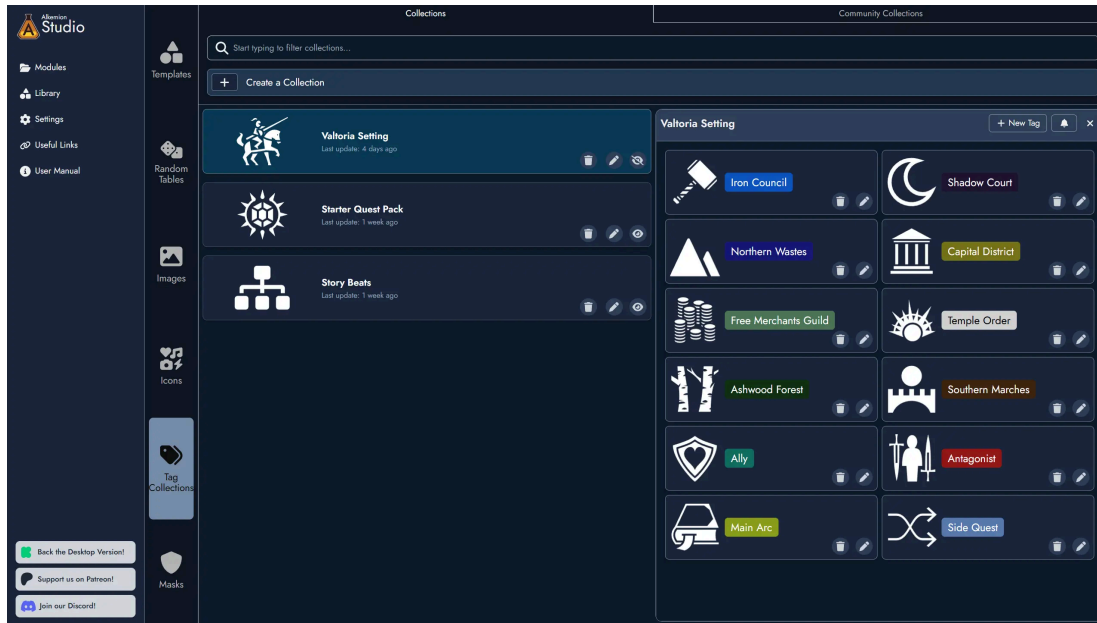 Alkemion
Studio
Modules
Library
Settings
Useful Links
User Manual
Back the Desktop Version!
Support us on Patreon!
Join our Discord!
Templates
Random
Tables
Images
Icons
Tag
Collections
Masks
Collections
Community Collections
Start typing to filter collections...
+ Create a Collection
Valtoria Setting
Last update: 4 days ago
Starter Quest Pack
Last update: 1 week ago
Story Beats
Last update: 1 week ago
Valtoria Setting
+ New Tag
Iron Council
Shadow Court
Northern Wastes
Capital District
Free Merchants Guild
Temple Order
Ashwood Forest
Southern Marches
Ally
Antagonist
Main Arc
Side Quest